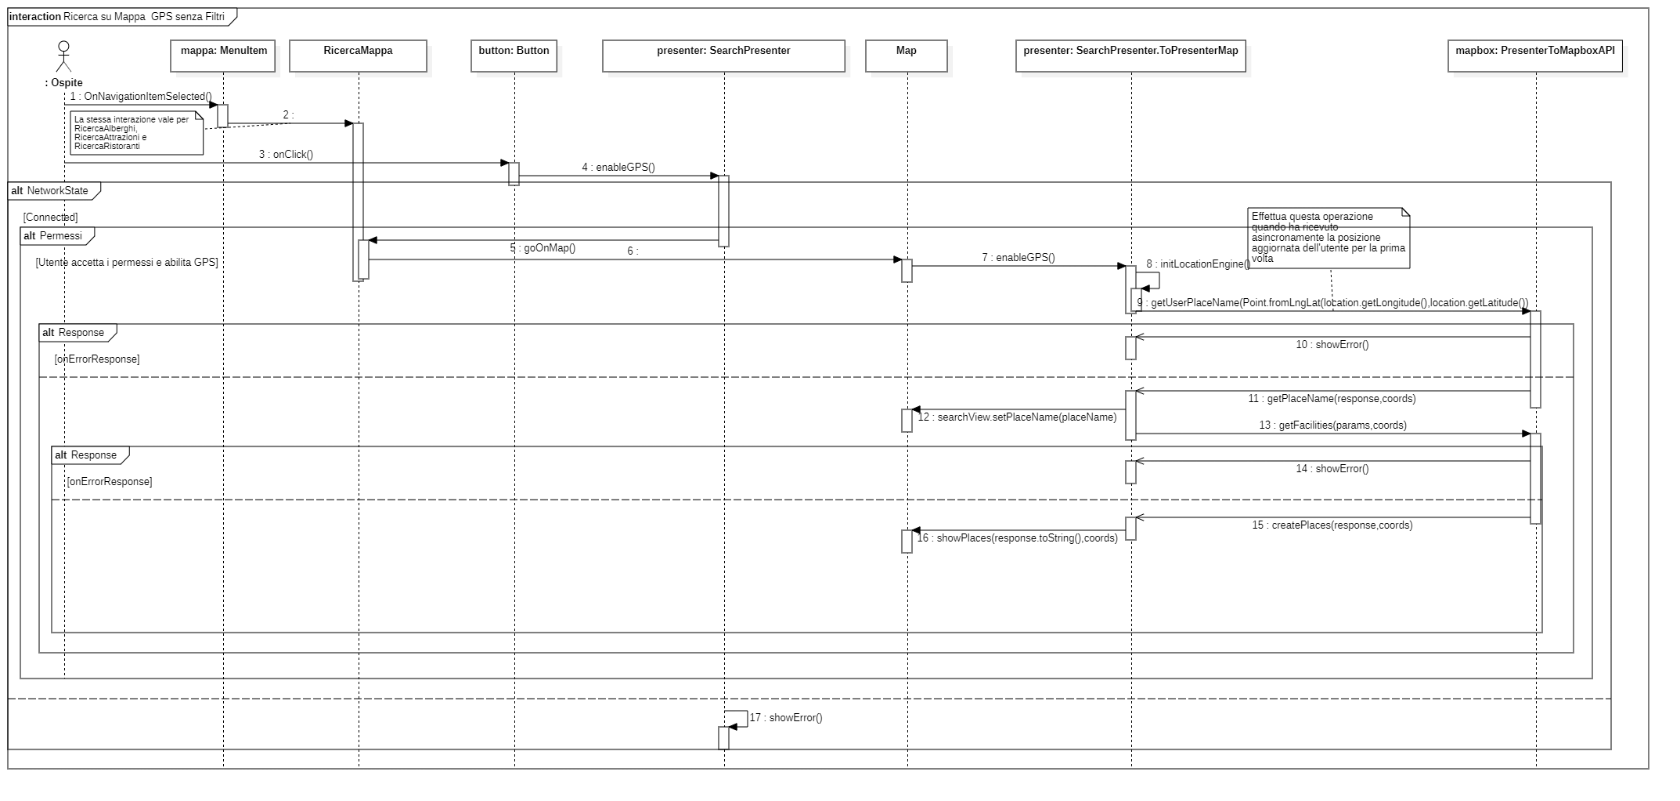 interaction Ricerca su Mappa GPS senza Filtri
mappa: MenuItem
RicercaMappa
button: Button
presenter: SearchPresenter
Map
presenter: SearchPresenter.ToPresenterMap
mapbox: PresenterToMapboxAPI
: Ospite
1 : OnNavigationItemSelected()
2 :
La stessa interazione vale per
RicercaAlberghi,
RicercaAttrazioni e
RicercaRistoranti
3 : onClick()
4 : enableGPS()
alt NetworkState
[Connected]
alt Permessi
[Utente accetta i permessi e abilita GPS]
5 : goOnMap()
6 :
7 : enableGPS()
8 : initLocationEngine()
Effettua questa operazione
quando ha ricevuto
asincronamente la posizione
aggiornata dell'utente per la prima
volta
9 : getUserPlaceName(Point.fromLngLat(location.getLongitude(),location.getLatitude())
alt Response
[onErrorResponse]
10 : showError()
11 : getPlaceName(response,coords)
12 : searchView.setPlaceName(placeName)
13 : getFacilities(params,coords)
alt Response
[onErrorResponse]
14 : showError()
15 : createPlaces(response,coords)
16 : showPlaces(response.toString(),coords)
17 : showError()